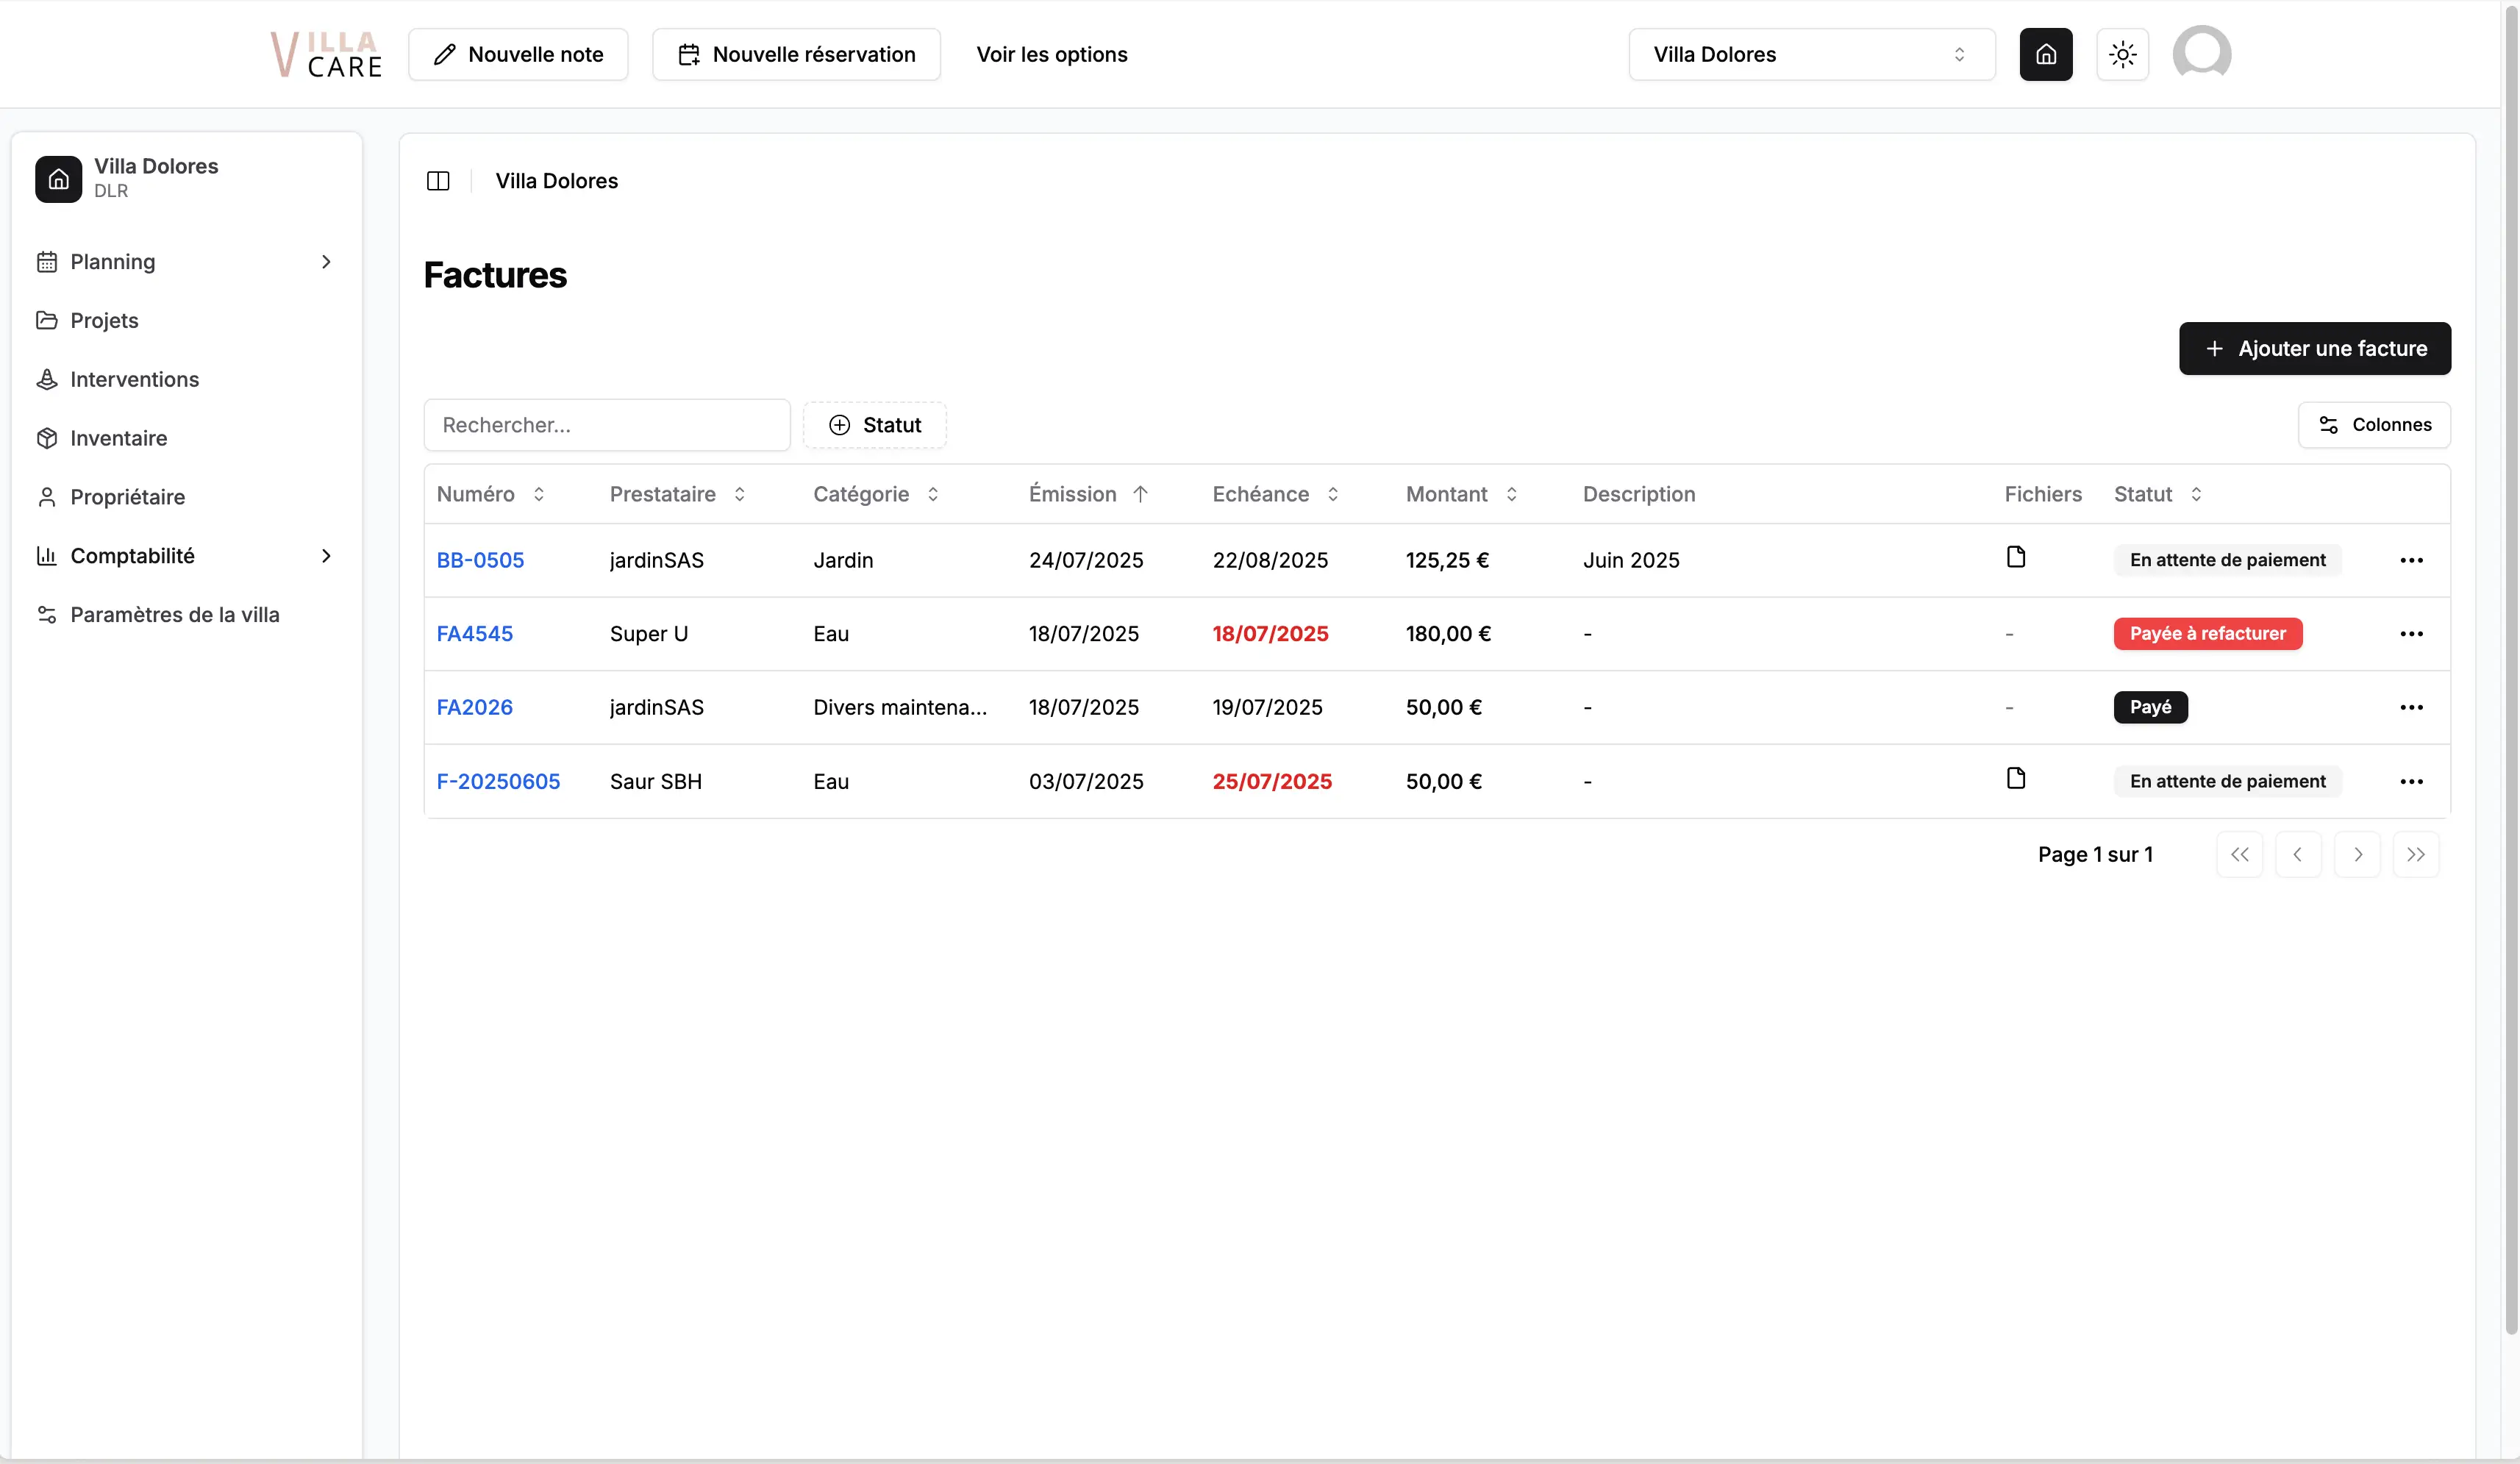 VILLA CARE
Nouvelle note
Nouvelle réservation
Voir les options
Villa Dolores
Villa Dolores
DLR
Planning
Projets
Interventions
Inventaire
Propriétaire
Comptabilité
Paramètres de la villa
Villa Dolores
Factures
Ajouter une facture
Rechercher...
Statut
Colonnes
Numéro Prestataire Catégorie Émission Echéance Montant Description Fichiers Statut
BB-0505 jardinSAS Jardin 24/07/2025 22/08/2025 125,25 € Juin 2025 En attente de paiement
FA4545 Super U Eau 18/07/2025 18/07/2025 180,00 € - - Payée à refacturer
FA2026 jardinSAS Divers maintena... 18/07/2025 19/07/2025 50,00 € - - Payé
F-20250605 Saur SBH Eau 03/07/2025 25/07/2025 50,00 € - En attente de paiement
Page 1 sur 1